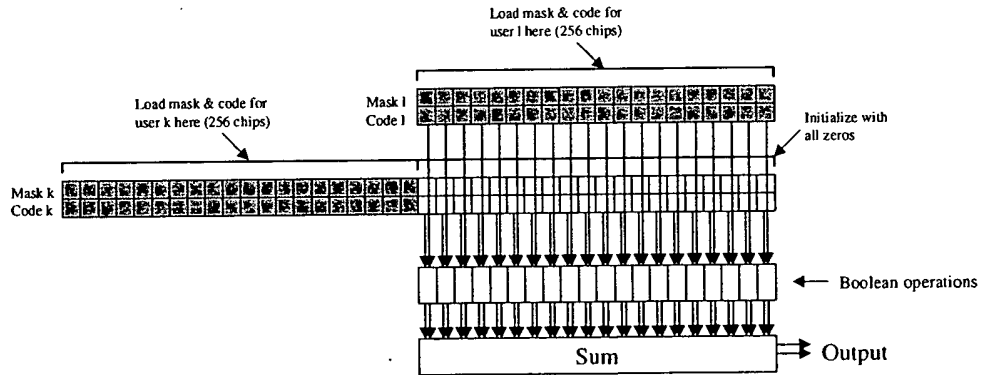 Load mask & code for
user l here (256 chips)
Load mask & code for
user k here (256 chips)
Mask l
Code l
Initialize with
all zeros
Mask k
Code k
Boolean operations
Sum
Output